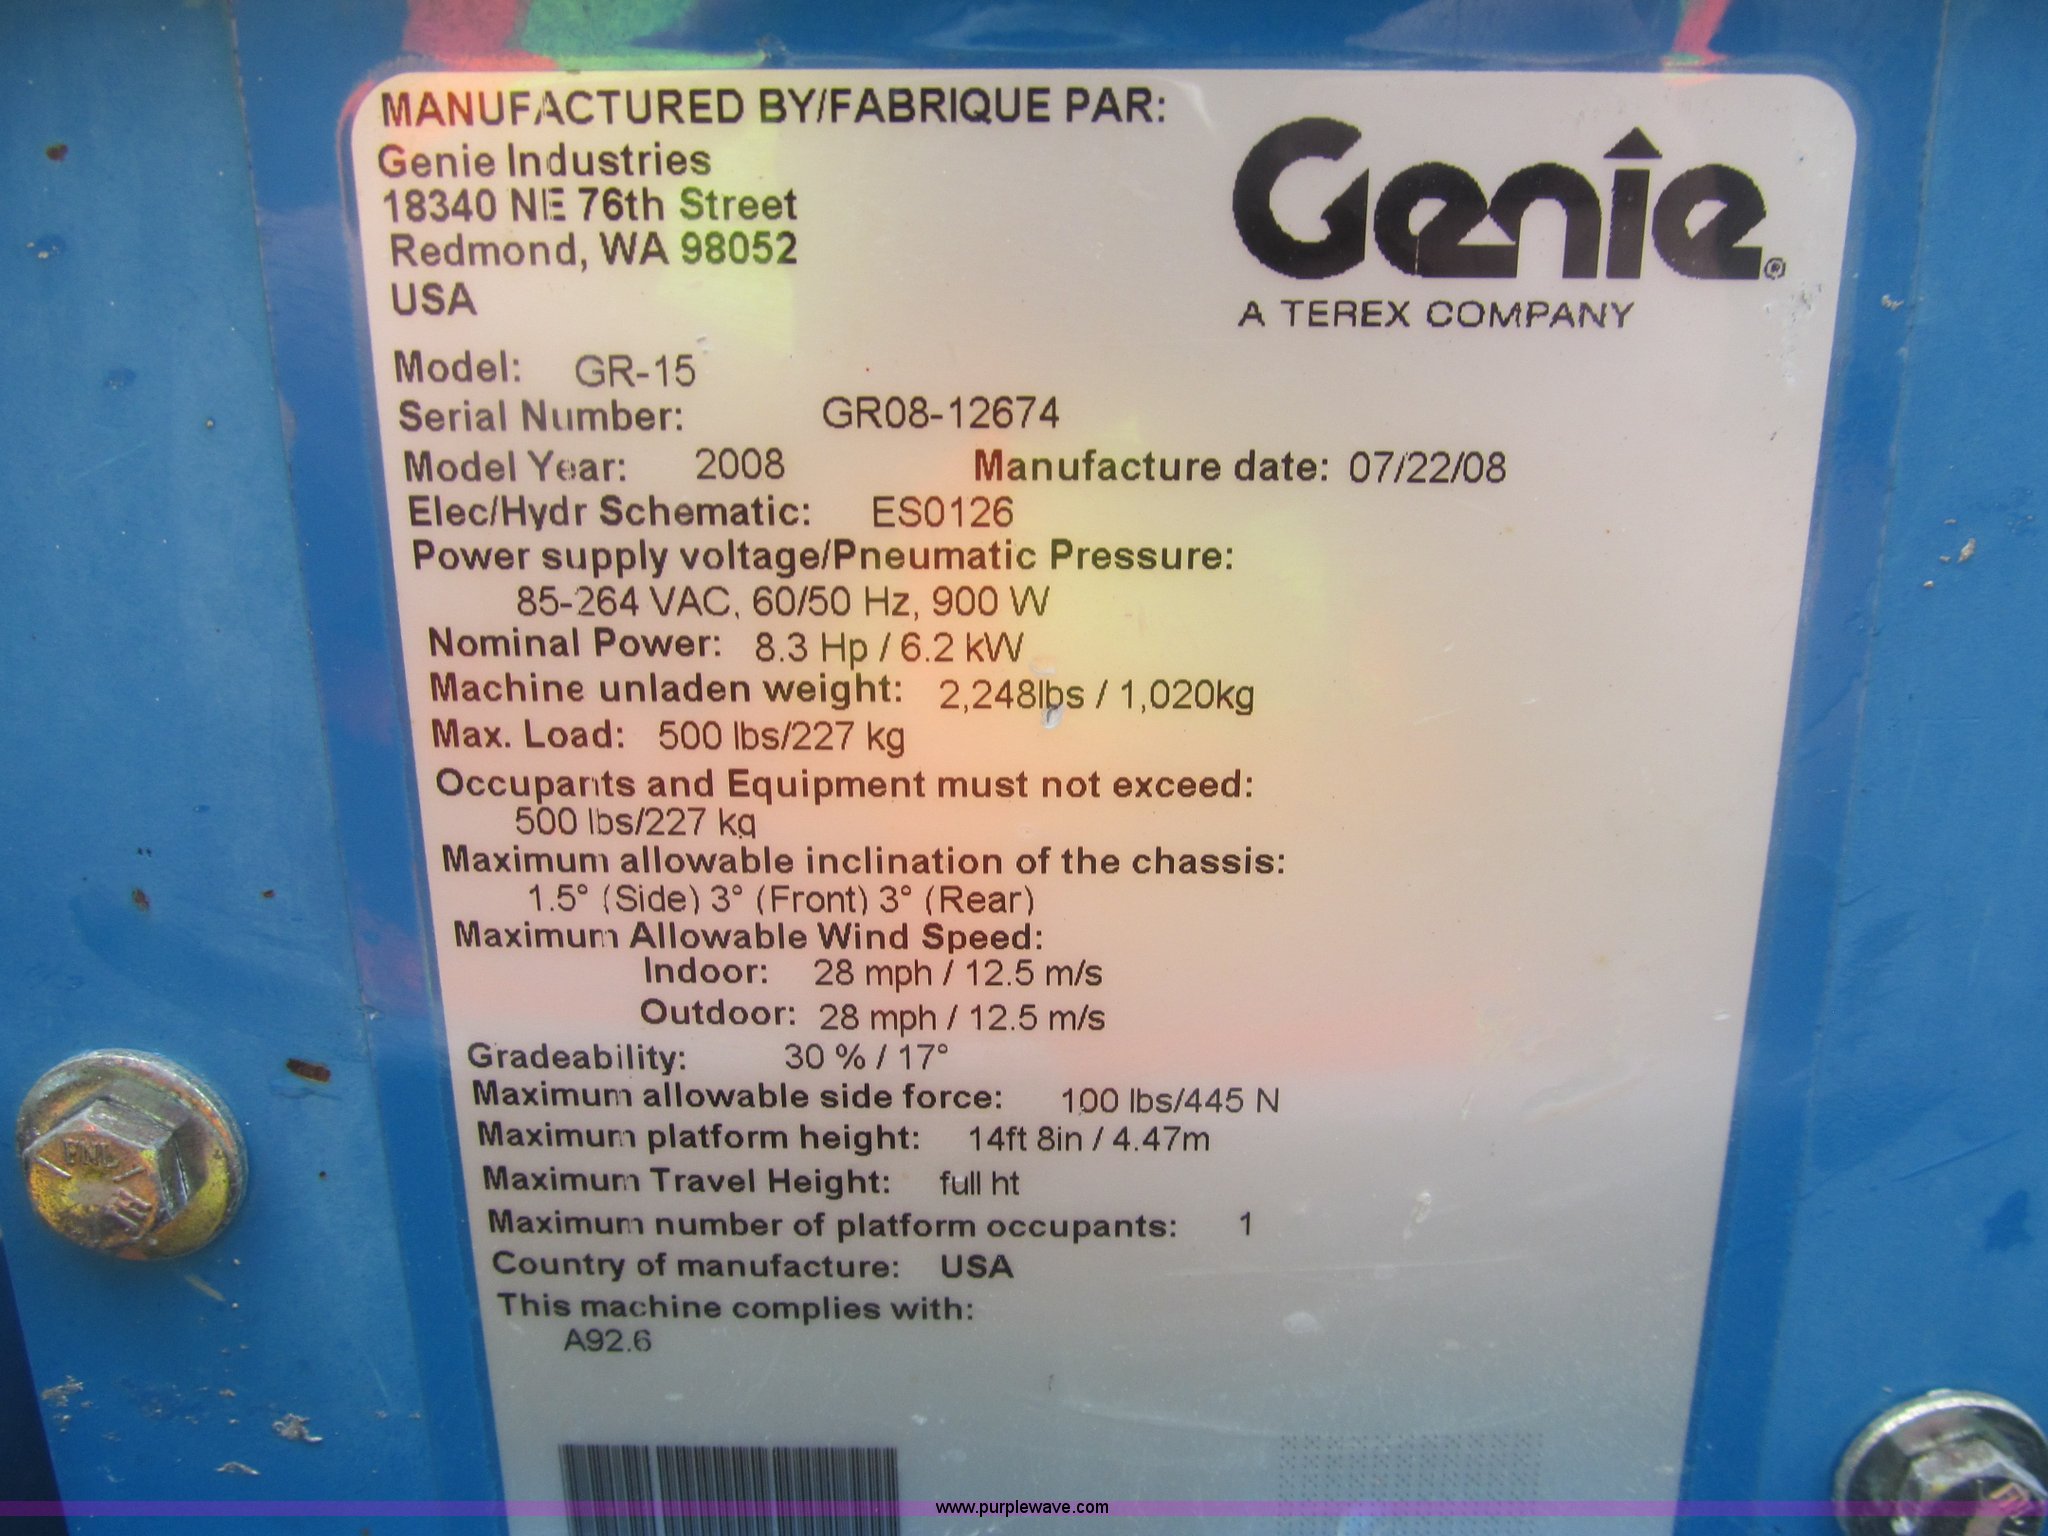 MANUFACTURED BY/FABRIQUE PAR:
Genie Industries
18340 NE 76th Street
Redmond, WA 98052
USA
Genie®
A TEREX COMPANY
Model: GR-15
Serial Number: GR08-12674
Model Year: 2008 Manufacture date: 07/22/08
Elec/Hydr Schematic: ES0126
Power supply voltage/Pneumatic Pressure:
85-264 VAC, 60/50 Hz, 900 W
Nominal Power: 8.3 Hp / 6.2 kW
Machine unladen weight: 2,248lbs / 1,020kg
Max. Load: 500 lbs/227 kg
Occupants and Equipment must not exceed:
500 lbs/227 kg
Maximum allowable inclination of the chassis:
1.5° (Side) 3° (Front) 3° (Rear)
Maximum Allowable Wind Speed:
Indoor: 28 mph / 12.5 m/s
Outdoor: 28 mph / 12.5 m/s
Gradeability: 30 % / 17°
Maximum allowable side force: 100 lbs/445 N
Maximum platform height: 14ft 8in / 4.47m
Maximum Travel Height: full ht
Maximum number of platform occupants: 1
Country of manufacture: USA
This machine complies with:
A92.6
www.purplewave.com